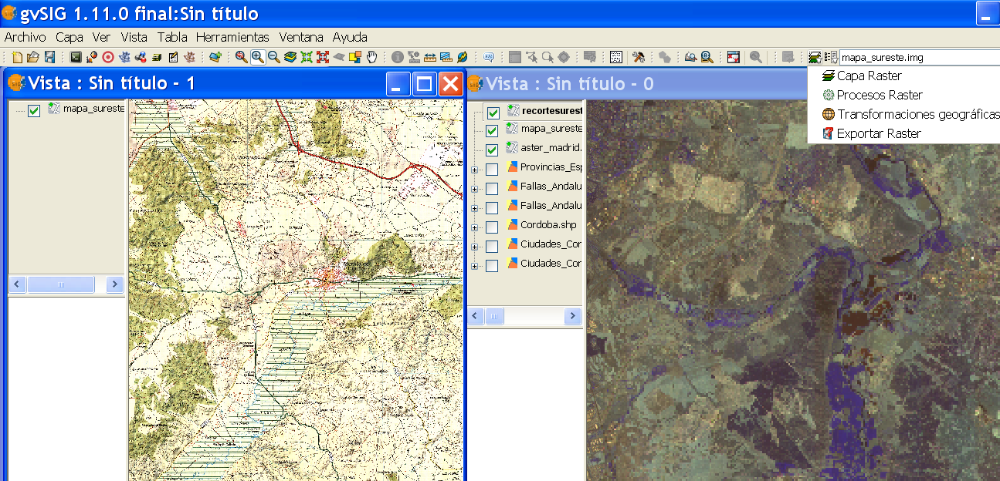 gvSIG 1.11.0 final:Sin título
Archivo Capa Ver Vista Tabla Herramientas Ventana Ayuda
mapa_sureste.img
Capa Raster
Procesos Raster
Transformaciones geográficas
Exportar Raster
Vista : Sin título - 1
mapa_sureste
Vista : Sin título - 0
recortesurest
mapa_sureste
aster_madrid.
Provincias_Esp
Fallas_Andalu
Fallas_Andalu
Cordoba.shp
Ciudades_Cor
Ciudades_Cor